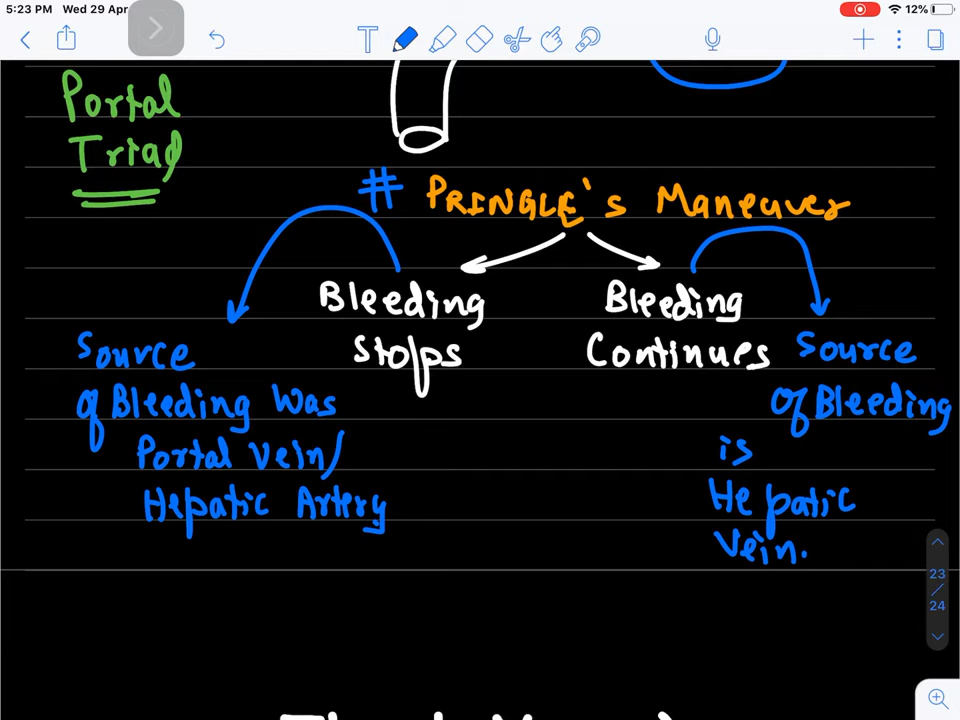 5:23 PM Wed 29 Apr
12%
Portal
Triad
# PRINGLE's Maneauver
Bleeding
Stops
Bleeding
Continues
Source
of Bleeding Was
Portal Vein/
Hepatic Artery
Source
of Bleeding
is
Hepatic
Vein.
23
/
24